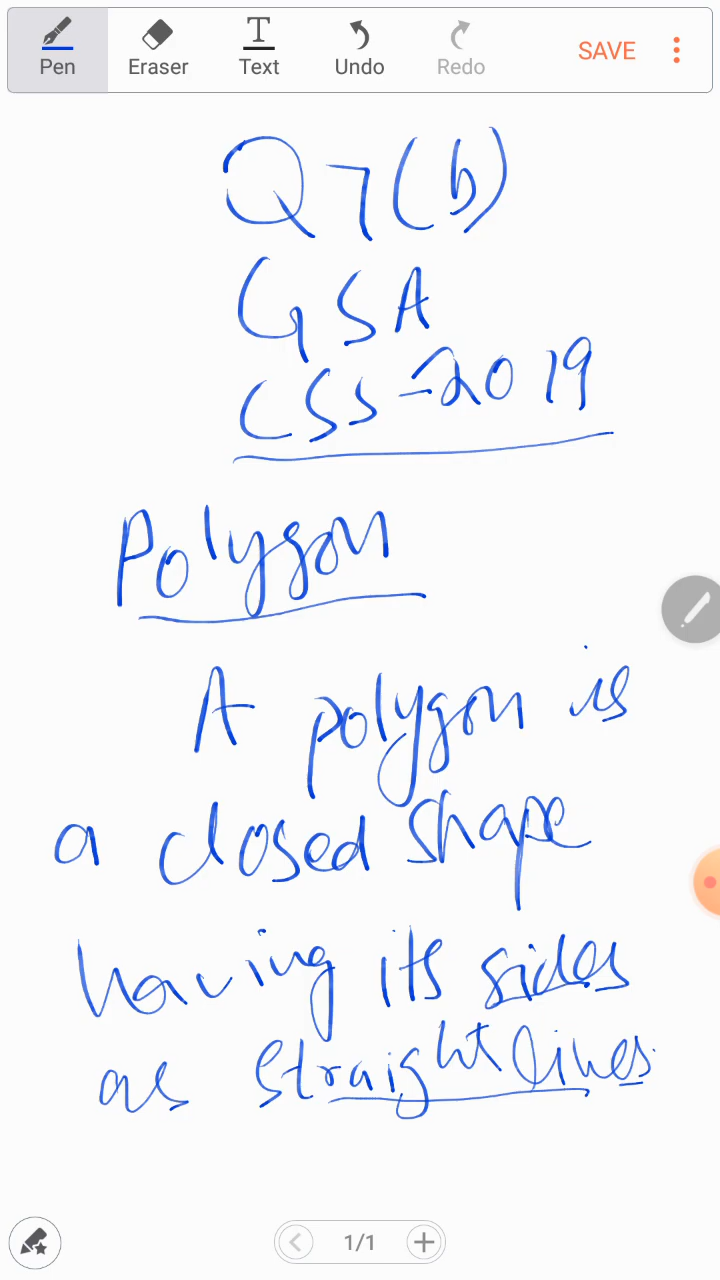 Pen Eraser Text Undo Redo SAVE
Q7(b)
GSA
CSS-2019
Polygon
A polygon is
a closed shape
having its sides
as straight lines
1/1